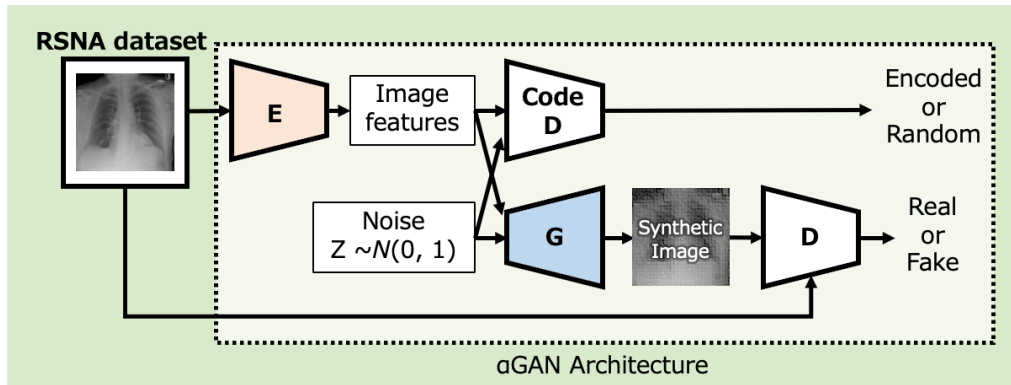 RSNA dataset
E
Image
features
Code
D
Encoded
or
Random
Noise
Z ~N(0, 1)
G
Synthetic
Image
D
Real
or
Fake
αGAN Architecture